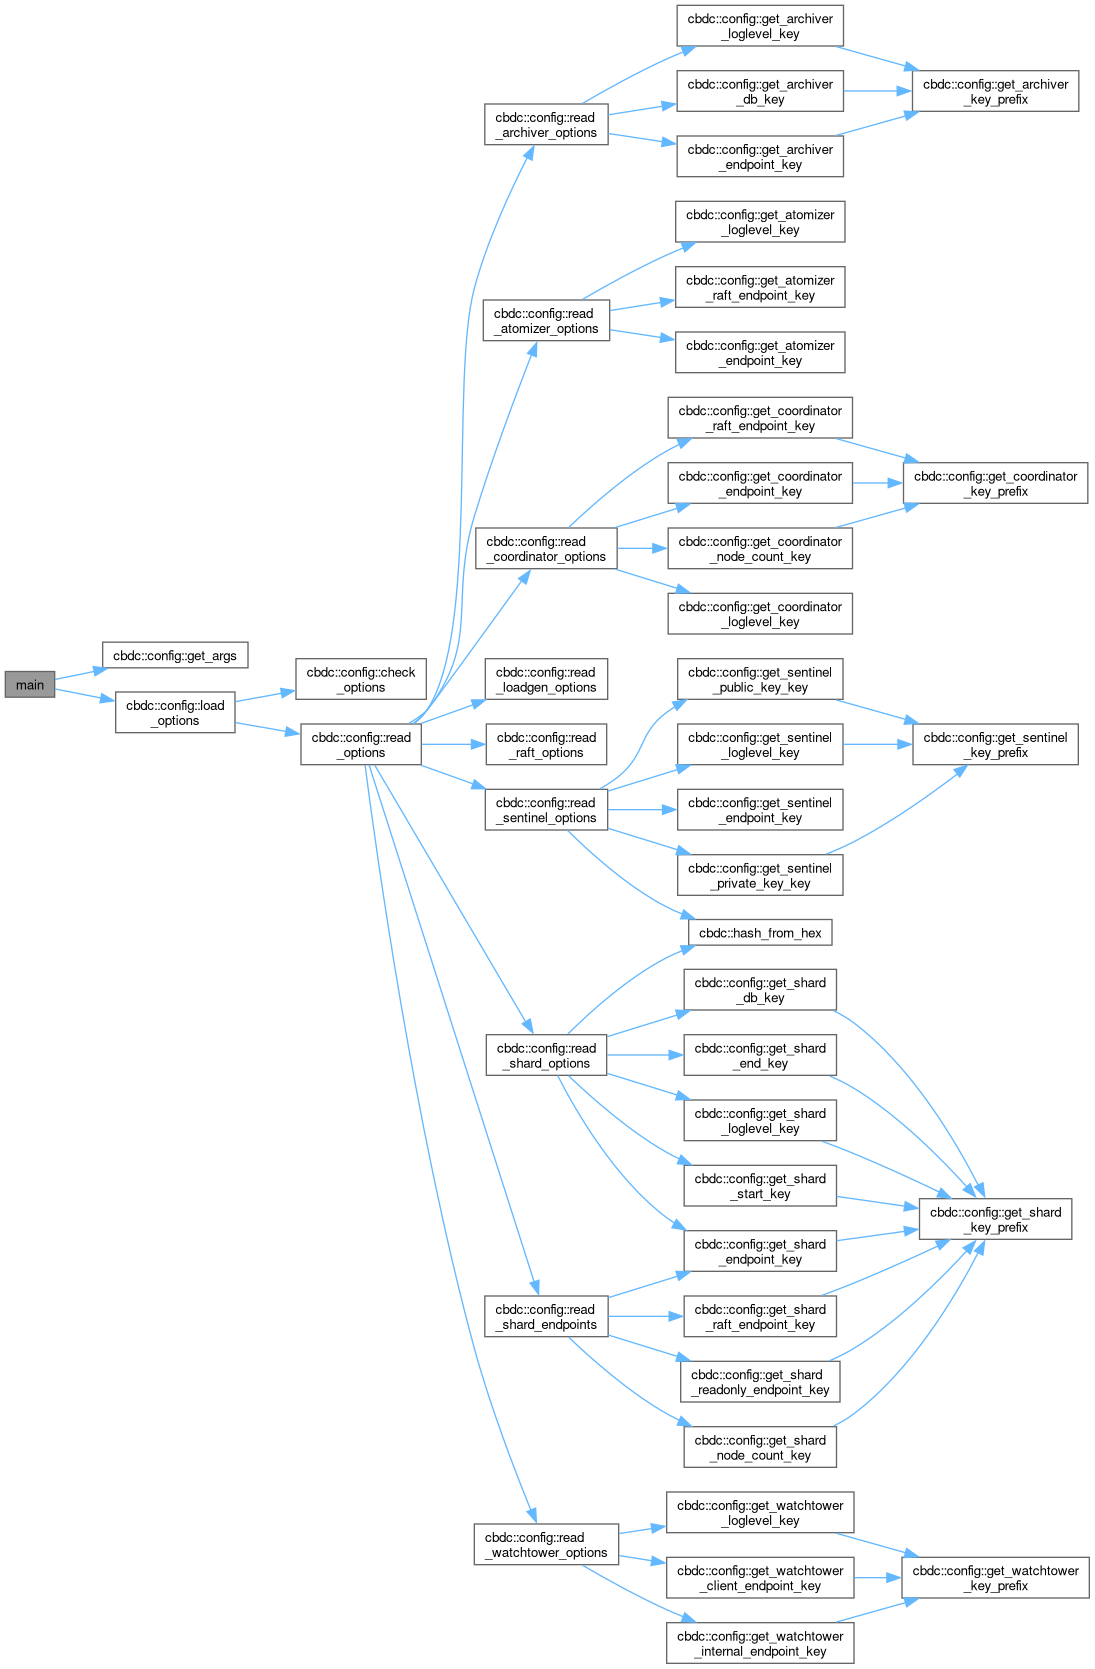 main
cbdc::config::get_args
cbdc::config::load
_options
cbdc::config::check
_options
cbdc::config::read
_options
cbdc::config::read
_archiver_options
cbdc::config::get_archiver
_loglevel_key
cbdc::config::get_archiver
_db_key
cbdc::config::get_archiver
_endpoint_key
cbdc::config::get_archiver
_key_prefix
cbdc::config::read
_atomizer_options
cbdc::config::get_atomizer
_loglevel_key
cbdc::config::get_atomizer
_raft_endpoint_key
cbdc::config::get_atomizer
_endpoint_key
cbdc::config::read
_coordinator_options
cbdc::config::get_coordinator
_raft_endpoint_key
cbdc::config::get_coordinator
_endpoint_key
cbdc::config::get_coordinator
_node_count_key
cbdc::config::get_coordinator
_loglevel_key
cbdc::config::get_coordinator
_key_prefix
cbdc::config::read
_loadgen_options
cbdc::config::read
_raft_options
cbdc::config::read
_sentinel_options
cbdc::config::get_sentinel
_public_key_key
cbdc::config::get_sentinel
_loglevel_key
cbdc::config::get_sentinel
_endpoint_key
cbdc::config::get_sentinel
_private_key_key
cbdc::config::get_sentinel
_key_prefix
cbdc::hash_from_hex
cbdc::config::read
_shard_options
cbdc::config::get_shard
_db_key
cbdc::config::get_shard
_end_key
cbdc::config::get_shard
_loglevel_key
cbdc::config::get_shard
_start_key
cbdc::config::get_shard
_endpoint_key
cbdc::config::get_shard
_key_prefix
cbdc::config::read
_shard_endpoints
cbdc::config::get_shard
_raft_endpoint_key
cbdc::config::get_shard
_readonly_endpoint_key
cbdc::config::get_shard
_node_count_key
cbdc::config::read
_watchtower_options
cbdc::config::get_watchtower
_loglevel_key
cbdc::config::get_watchtower
_client_endpoint_key
cbdc::config::get_watchtower
_internal_endpoint_key
cbdc::config::get_watchtower
_key_prefix